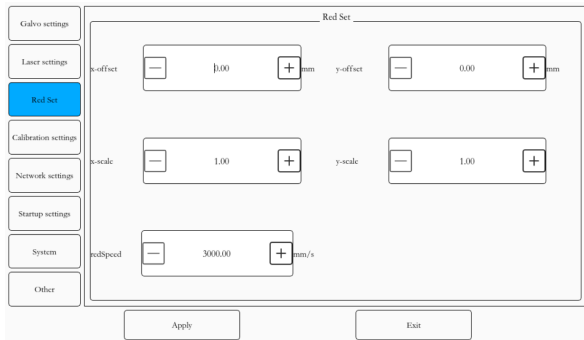 Galvo settings
Laser settings
Red Set
Calibration settings
Network settings
Startup settings
System
Other
Red Set
x-offset — 0.00 + mm y-offset — 0.00 + mm
x-scale — 1.00 + y-scale — 1.00 +
redSpeed — 3000.00 + mm/s
Apply Exit